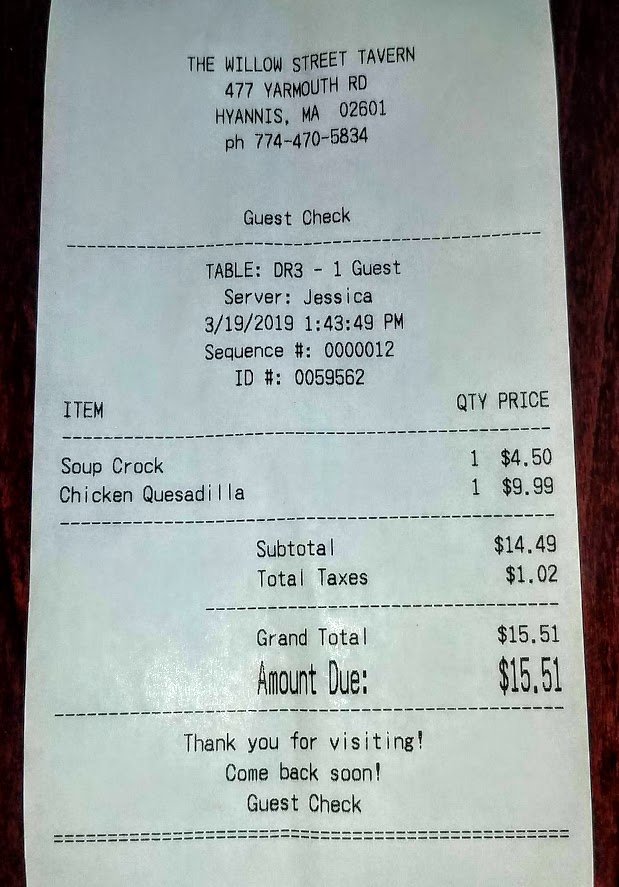 THE WILLOW STREET TAVERN
477 YARMOUTH RD
HYANNIS, MA 02601
ph 774-470-5834
Guest Check
TABLE: DR3 - 1 Guest
Server: Jessica
3/19/2019 1:43:49 PM
Sequence #: 0000012
ID #: 0059562
ITEM QTY PRICE
Soup Crock 1 $4.50
Chicken Quesadilla 1 $9.99
Subtotal $14.49
Total Taxes $1.02
Grand Total $15.51
Amount Due: $15.51
Thank you for visiting!
Come back soon!
Guest Check